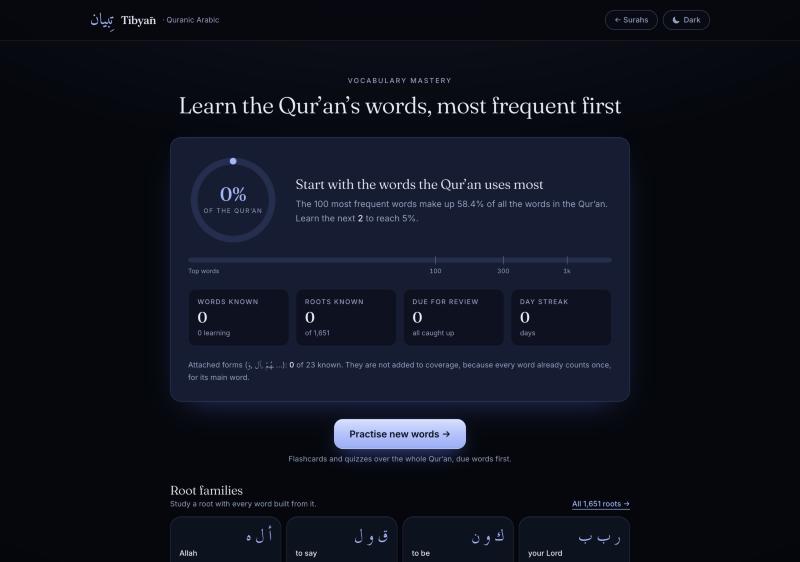 تِبيان Tibyān · Quranic Arabic ← Surahs Dark
VOCABULARY MASTERY
Learn the Qur’an’s words, most frequent first
0%
OF THE QUR'AN
Start with the words the Qur’an uses most
The 100 most frequent words make up 58.4% of all the words in the Qur’an.
Learn the next 2 to reach 5%.
Top words 100 300 1k
WORDS KNOWN
0
0 learning
ROOTS KNOWN
0
of 1,651
DUE FOR REVIEW
0
all caught up
DAY STREAK
0
days
Attached forms ( …): 0 of 23 known. They are not added to coverage, because every word already counts once,
for its main word.
Practise new words →
Flashcards and quizzes over the whole Qur’an, due words first.
Root families
Study a root with every word built from it.
All 1,651 roots →
أ ل ه
Allah
ق و ل
to say
ك و ن
to be
ر ب ب
your Lord